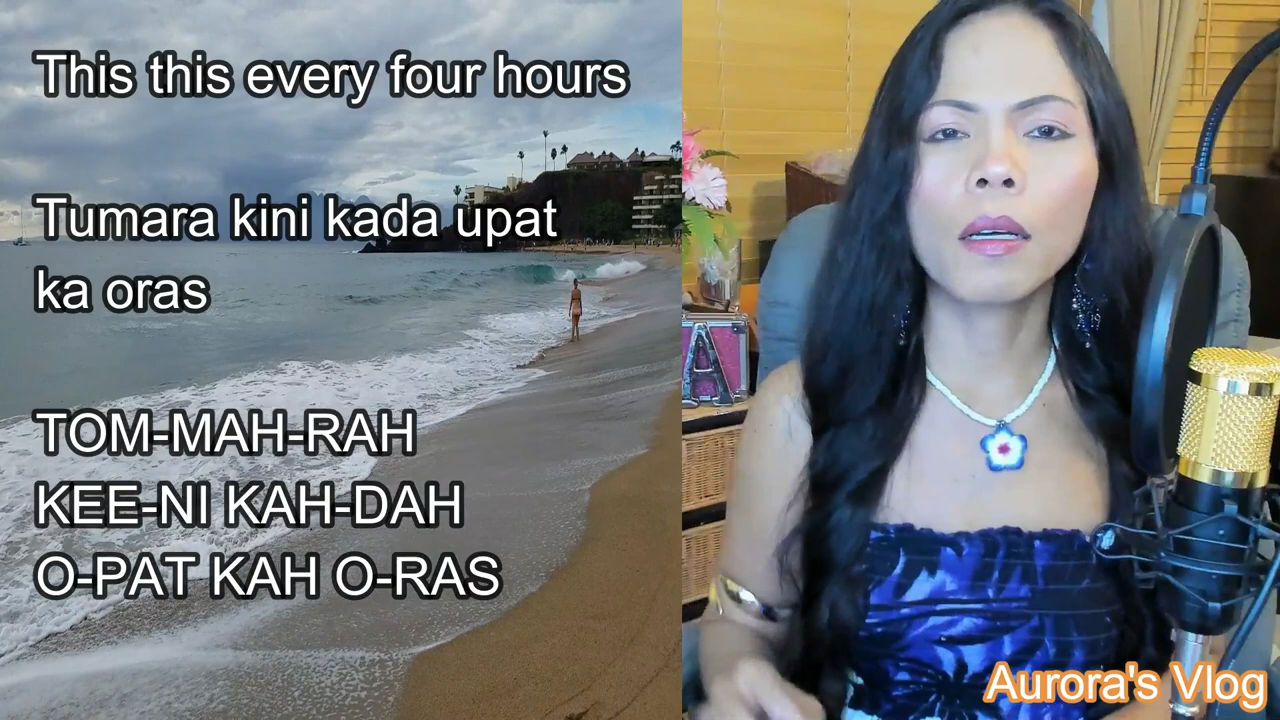 This this every four hours
Tumara kini kada upat
ka oras
TOM-MAH-RAH
KEE-NI KAH-DAH
O-PAT KAH O-RAS
A
Aurora's Vlog